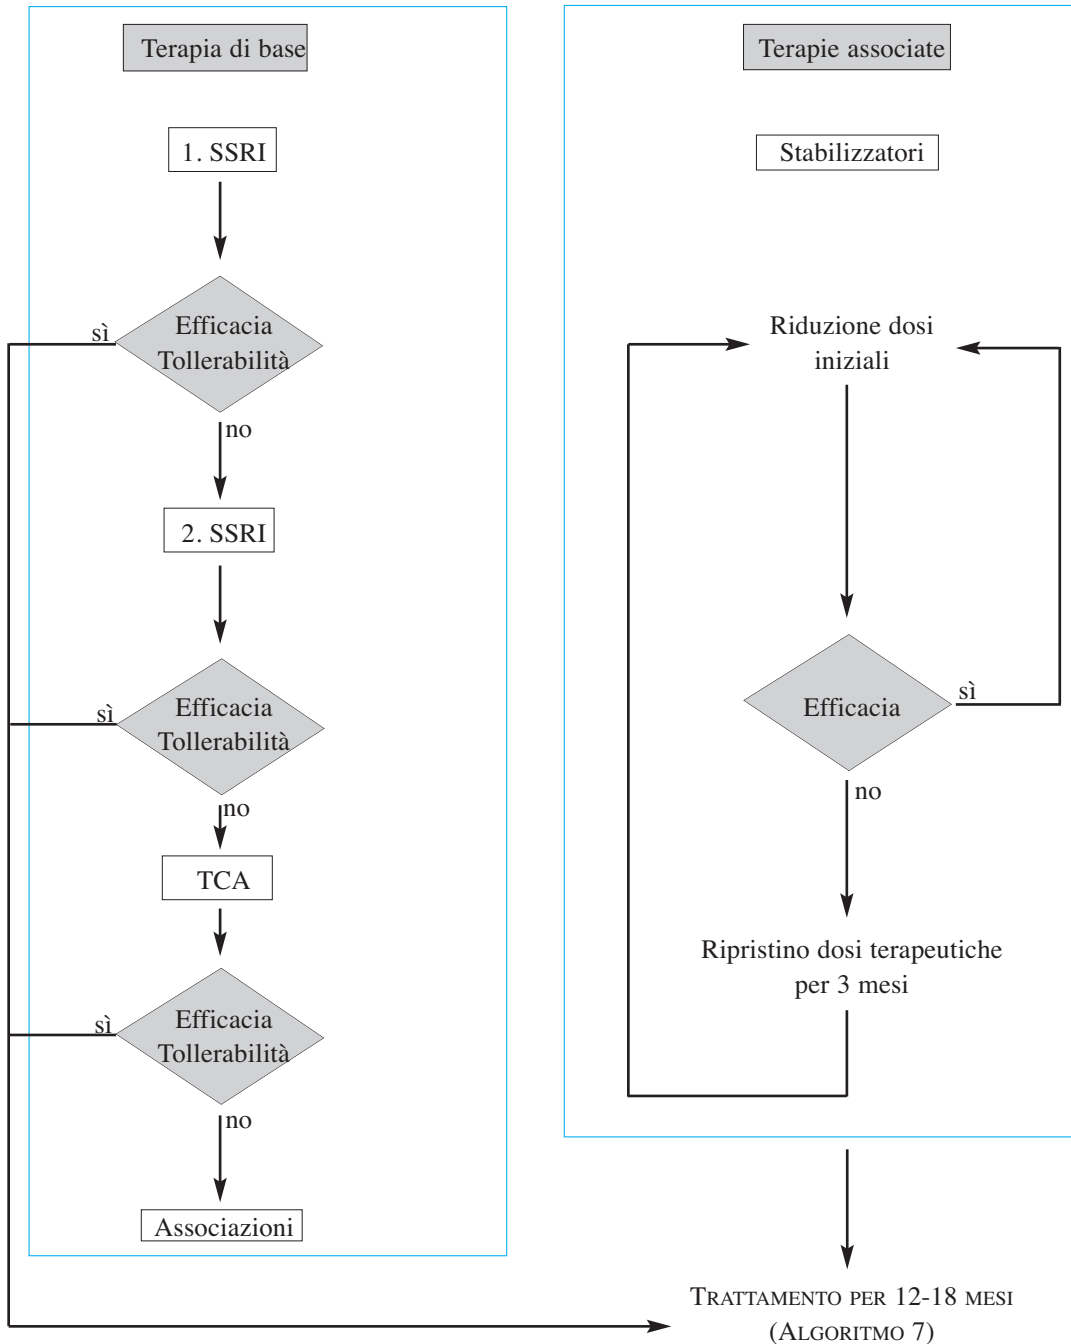 Terapia di base
1. SSRI
Efficacia
Tollerabilità
sì
no
2. SSRI
Efficacia
Tollerabilità
sì
no
TCA
Efficacia
Tollerabilità
sì
no
Associazioni
Terapie associate
Stabilizzatori
Riduzione dosi
iniziali
Efficacia
sì
no
Ripristino dosi terapeutiche
per 3 mesi
TRATTAMENTO PER 12-18 MESI
(ALGORITMO 7)